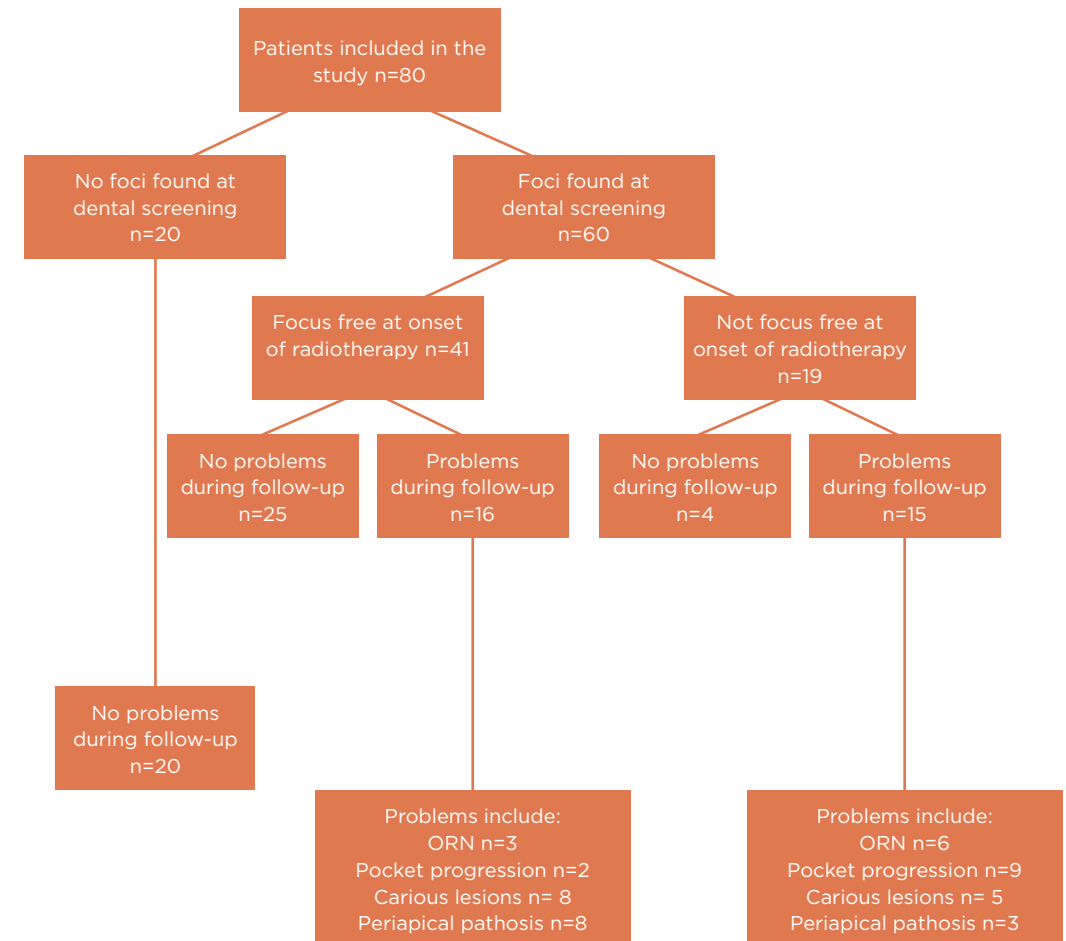 Patients included in the
study n=80
No foci found at
dental screening
n=20
Foci found at
dental screening
n=60
Focus free at onset
of radiotherapy n=41
Not focus free at
onset of radiotherapy
n=19
No problems
during follow-up
n=25
Problems
during follow-up
n=16
No problems
during follow-up
n=4
Problems
during follow-up
n=15
No problems
during follow-up
n=20
Problems include:
ORN n=3
Pocket progression n=2
Carious lesions n= 8
Periapical pathosis n=8
Problems include:
ORN n=6
Pocket progression n=9
Carious lesions n= 5
Periapical pathosis n=3